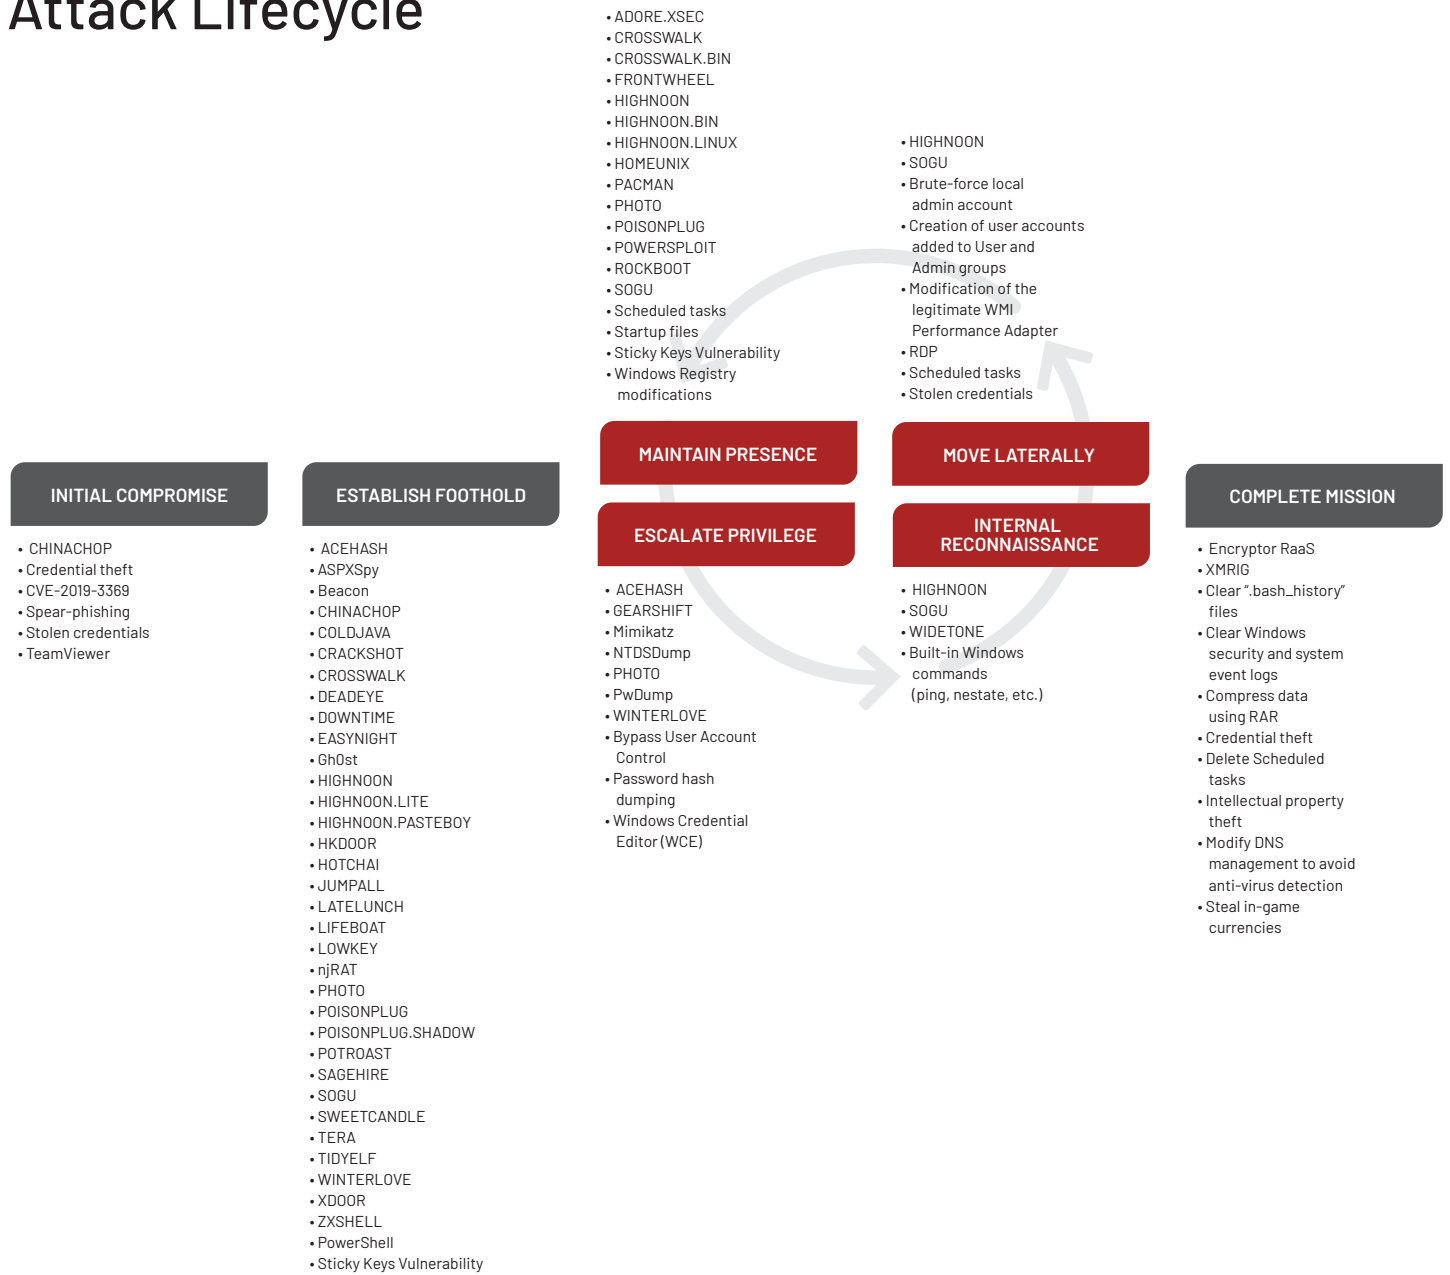 Attack Lifecycle
• ADORE.XSEC
• CROSSWALK
• CROSSWALK.BIN
• FRONTWHEEL
• HIGHNOON
• HIGHNOON.BIN
• HIGHNOON.LINUX
• HOMEUNIX
• PACMAN
• PHOTO
• POISONPLUG
• POWERSPLOIT
• ROCKBOOT
• SOGU
• Scheduled tasks
• Startup files
• Sticky Keys Vulnerability
• Windows Registry
modifications
• HIGHNOON
• SOGU
• Brute-force local
admin account
• Creation of user accounts
added to User and
Admin groups
• Modification of the
legitimate WMI
Performance Adapter
• RDP
• Scheduled tasks
• Stolen credentials
MAINTAIN PRESENCE
MOVE LATERALLY
INITIAL COMPROMISE
• CHINACHOP
• Credential theft
• CVE-2019-3369
• Spear-phishing
• Stolen credentials
• TeamViewer
ESTABLISH FOOTHOLD
• ACEHASH
• ASPXSpy
• Beacon
• CHINACHOP
• COLDJAVA
• CRACKSHOT
• CROSSWALK
• DEADEYE
• DOWNTIME
• EASYNIGHT
• Gh0st
• HIGHNOON
• HIGHNOON.LITE
• HIGHNOON.PASTEBOY
• HKDOOR
• HOTCHAI
• JUMPALL
• LATELUNCH
• LIFEBOAT
• LOWKEY
• njRAT
• PHOTO
• POISONPLUG
• POISONPLUG.SHADOW
• POTROAST
• SAGEHIRE
• SOGU
• SWEETCANDLE
• TERA
• TIDYELF
• WINTERLOVE
• XDOOR
• ZXSHELL
• PowerShell
• Sticky Keys Vulnerability
ESCALATE PRIVILEGE
• ACEHASH
• GEARSHIFT
• Mimikatz
• NTDSDump
• PHOTO
• PwDump
• WINTERLOVE
• Bypass User Account
Control
• Password hash
dumping
• Windows Credential
Editor (WCE)
INTERNAL
RECONNAISSANCE
• HIGHNOON
• SOGU
• WIDETONE
• Built-in Windows
commands
(ping, nestate, etc.)
COMPLETE MISSION
• Encryptor RaaS
• XMRIG
• Clear “.bash_history”
files
• Clear Windows
security and system
event logs
• Compress data
using RAR
• Credential theft
• Delete Scheduled
tasks
• Intellectual property
theft
• Modify DNS
management to avoid
anti-virus detection
• Steal in-game
currencies